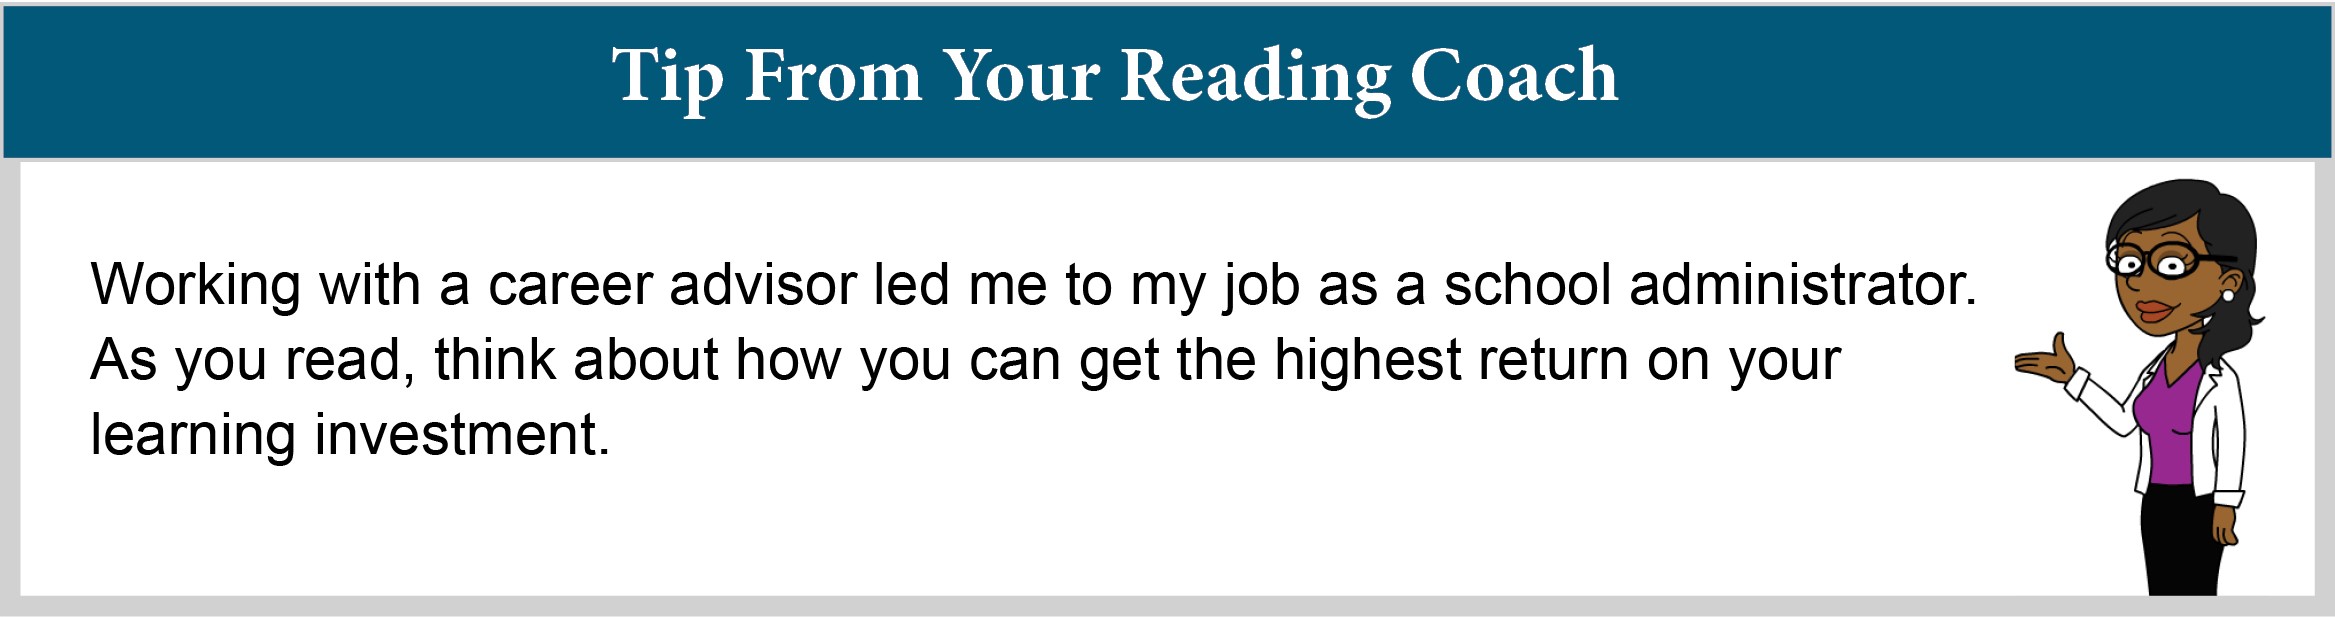 Tip From Your Reading Coach
Working with a career advisor led me to my job as a school administrator.
As you read, think about how you can get the highest return on your
learning investment.